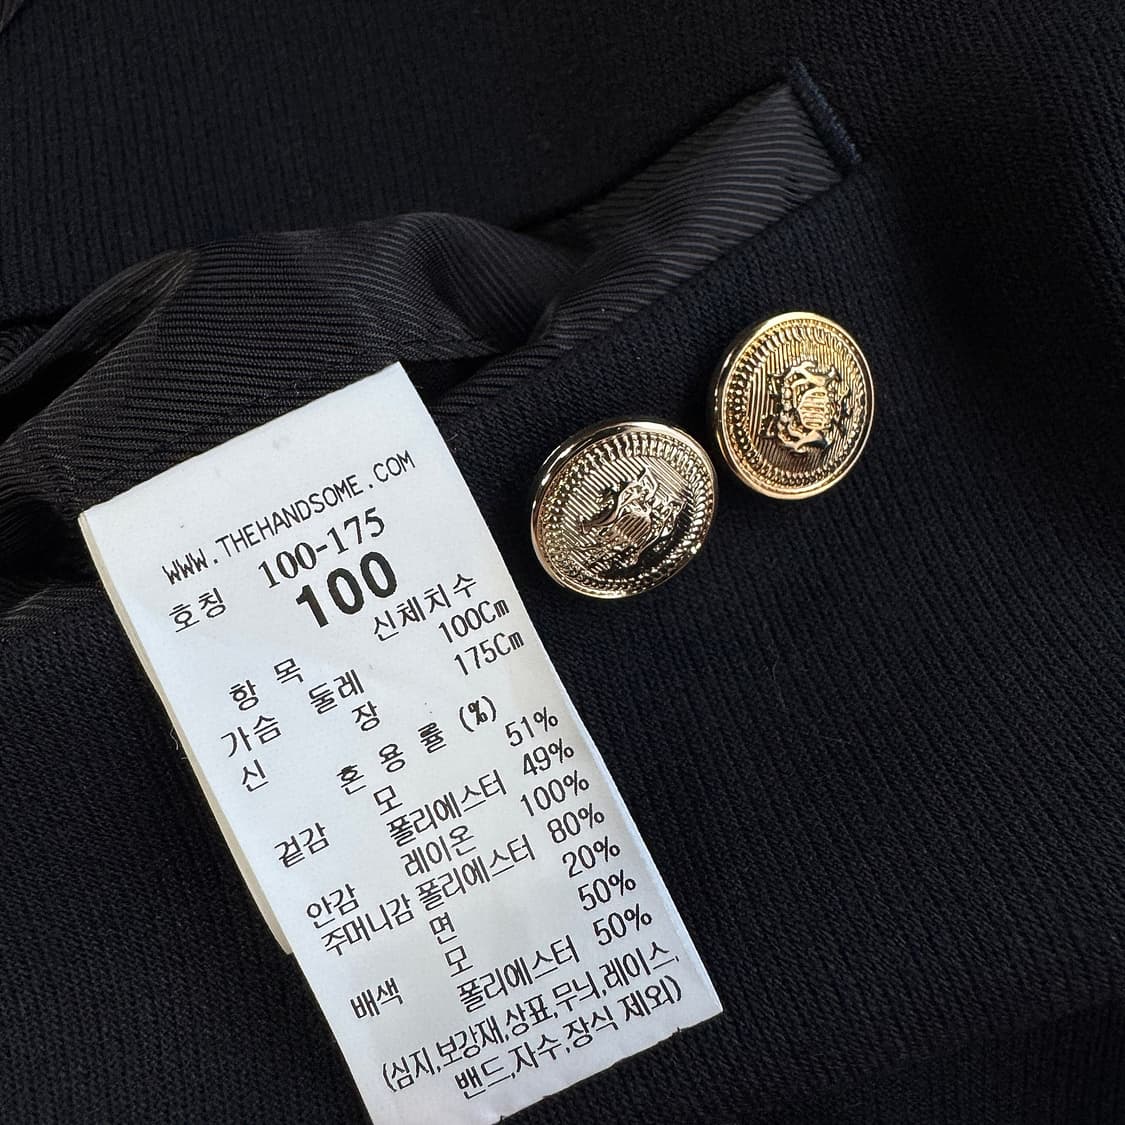 WWW.THEHANDSOME.COM
호칭 100-175
100
항 목 신체치수
가슴 둘레 100Cm
신 장 175Cm
혼 용 률 (%)
겉감 모 51%
폴리에스터 49%
안감 레이온 100%
주머니감 폴리에스터 80%
면 20%
배색 모 50%
폴리에스터 50%
(심지,보강재,상표,무늬,레이스,
밴드,자수,장식 제외)